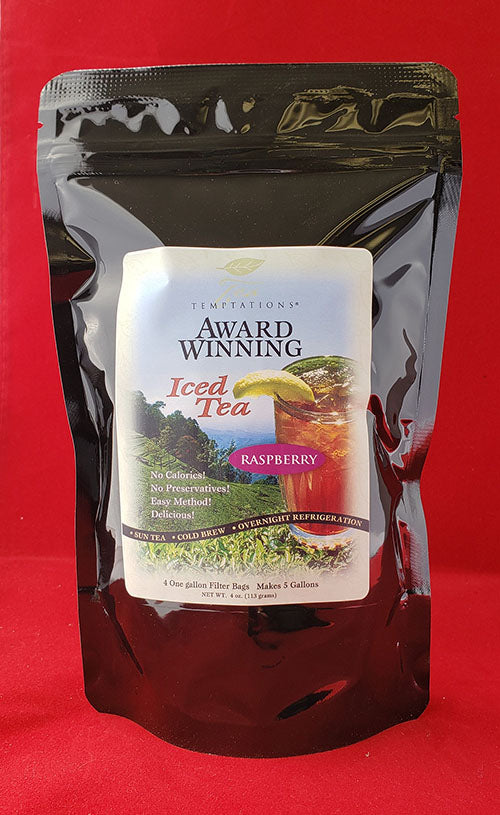 Tea
TEMPTATIONS®
AWARD
WINNING
Iced
Tea
RASPBERRY
No Calories!
No Preservatives!
Easy Method!
Delicious!
• SUN TEA • COLD BREW • OVERNIGHT REFRIGERATION
4 One gallon Filter Bags Makes 5 Gallons
NET WT. 4 oz. (113 grams)